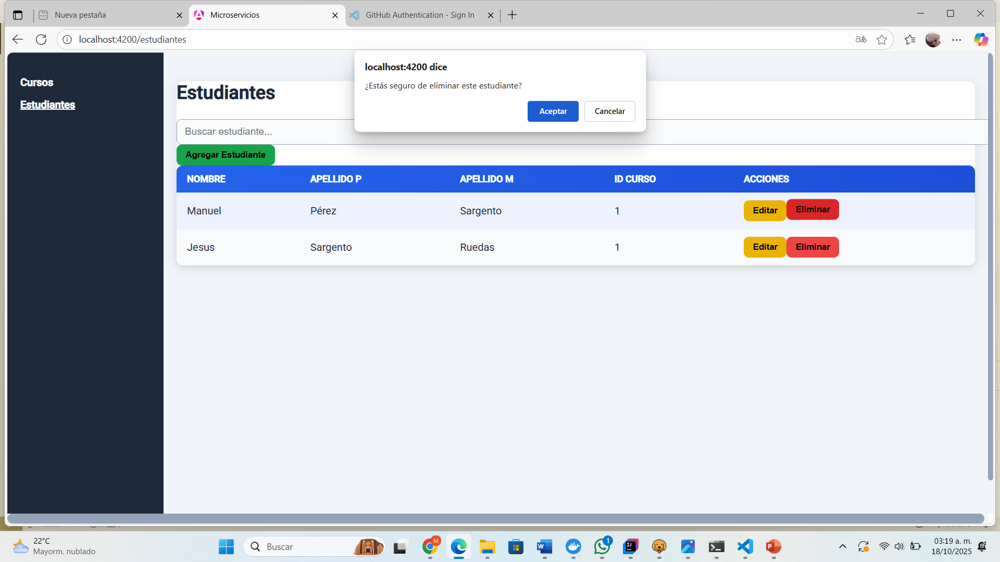 Nueva pestaña
Microservicios
GitHub Authentication - Sign In
localhost:4200/estudiantes
localhost:4200 dice
¿Estás seguro de eliminar este estudiante?
Aceptar
Cancelar
Cursos
Estudiantes
Estudiantes
Buscar estudiante...
Agregar Estudiante
NOMBRE APELLIDO P APELLIDO M ID CURSO ACCIONES
Manuel Pérez Sargento 1 Editar Eliminar
Jesus Sargento Ruedas 1 Editar Eliminar
22°C
Mayorm. nublado
Buscar
M
1
03:19 a. m.
18/10/2025